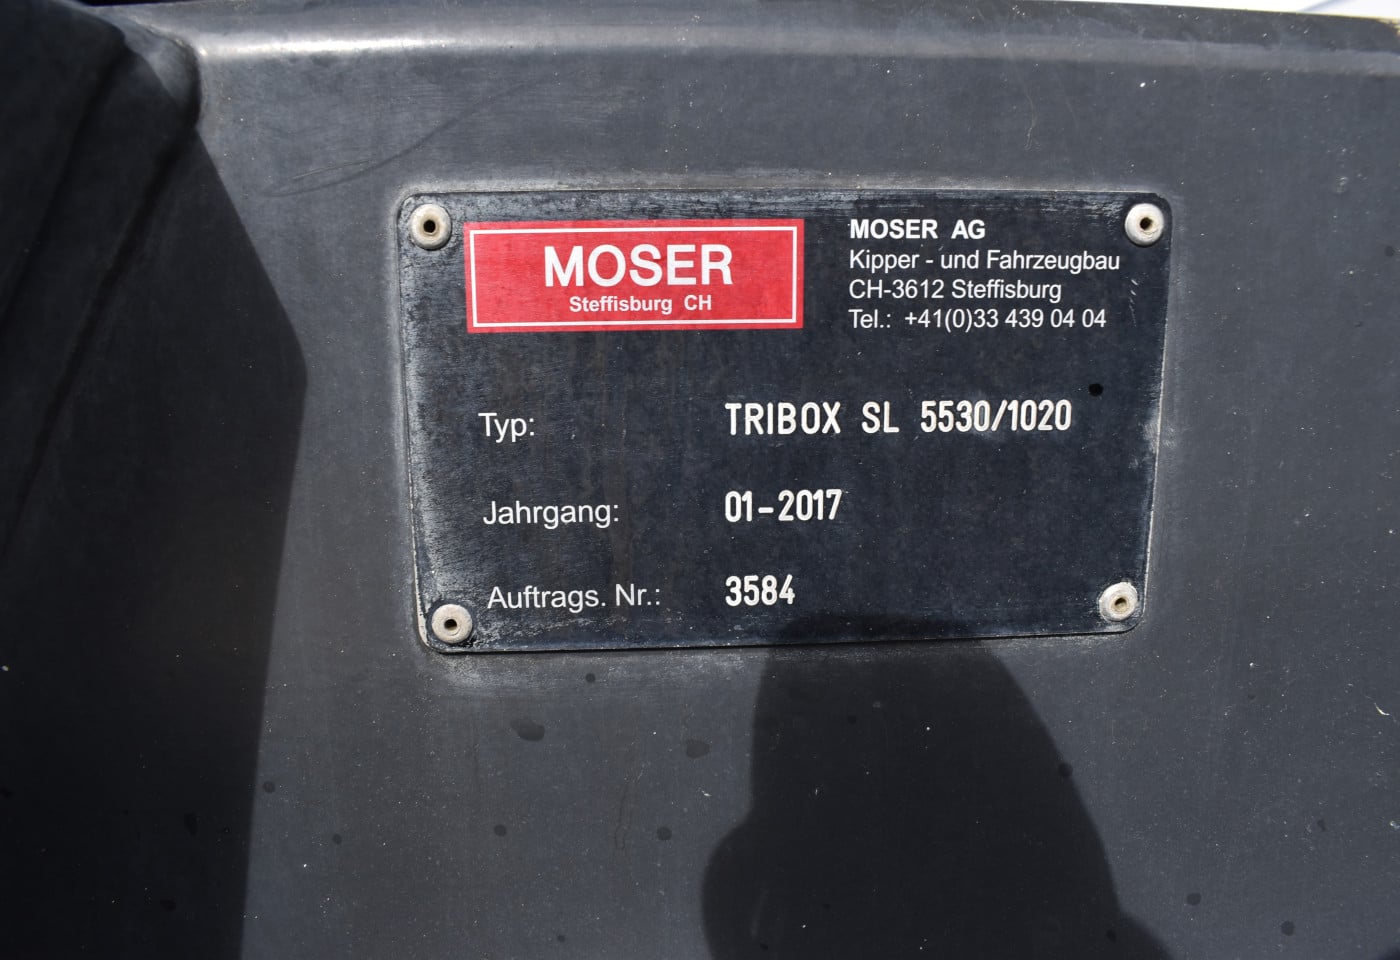 MOSER
Steffisburg CH
MOSER AG
Kipper - und Fahrzeugbau
CH-3612 Steffisburg
Tel.: +41(0)33 439 04 04
Typ: TRIBOX SL 5530/1020
Jahrgang: 01-2017
Auftrags. Nr.: 3584